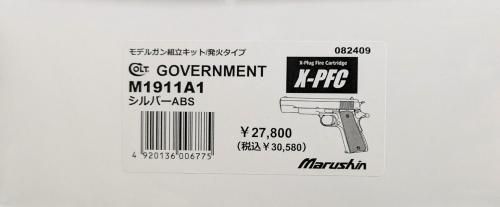 モデルガン組立キット/発火タイプ
082409
COLT GOVERNMENT
M1911A1
シルバーABS
X-Plug Fire Cartridge
X-PFC
¥27,800
(税込¥30,580)
4 920136 006775
Marushin